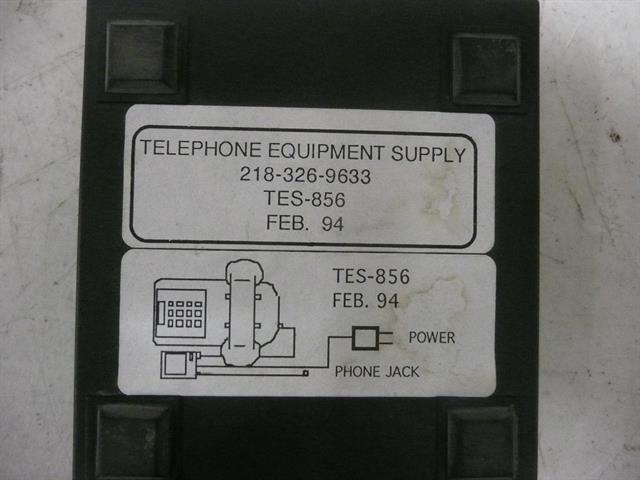 TELEPHONE EQUIPMENT SUPPLY
218-326-9633
TES-856
FEB. 94
TES-856
FEB. 94
POWER
PHONE JACK